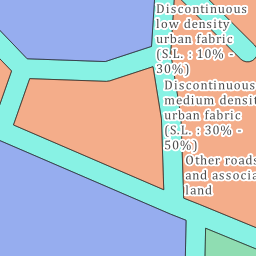 Discontinuous
low density
urban fabric
(S.L. : 10% -
30%)
Discontinuous
medium densit
urban fabric
(S.L. : 30% -
50%)
Other roads
and associa
land